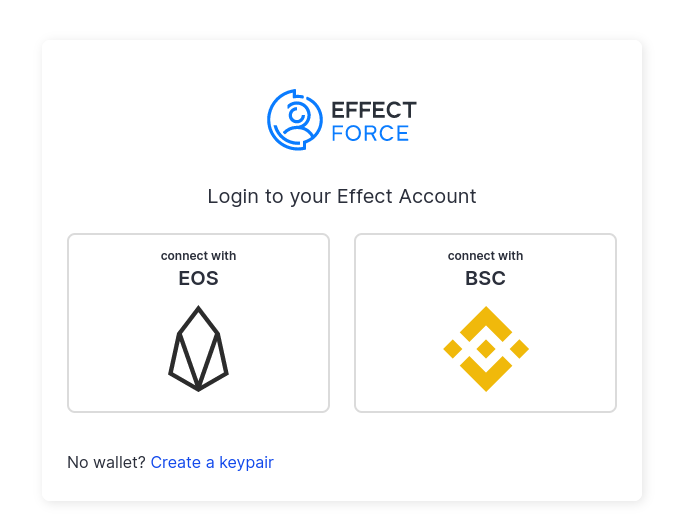 EFFECT
FORCE
Login to your Effect Account
connect with
EOS
connect with
BSC
No wallet? Create a keypair